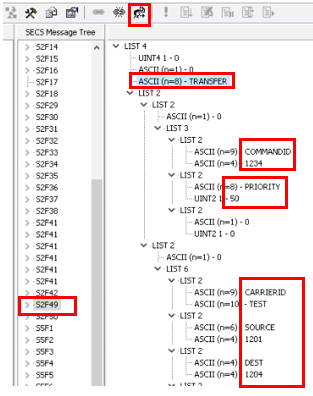 SECS Message Tree
S2F14
S2F15
S2F16
S2F17
S2F18
S2F29
S2F30
S2F31
S2F32
S2F33
S2F34
S2F35
S2F36
S2F37
S2F38
S2F41
S2F41
S2F41
S2F41
S2F41
S2F42
S2F49
S2F50
S5F1
S5F2
S5F3
S5F4
S5F5
S5F6
LIST 4
UINT4 1 - 0
ASCII (n=1) - 0
ASCII (n=8) - TRANSFER
LIST 2
LIST 2
ASCII (n=1) - 0
LIST 3
LIST 2
ASCII (n=9) - COMMANDID
ASCII (n=4) - 1234
LIST 2
ASCII (n=8) - PRIORITY
UINT2 1 - 50
LIST 2
ASCII (n=1) - 0
UINT2 1 - 0
LIST 2
ASCII (n=1) - 0
LIST 6
LIST 2
ASCII (n=9) - CARRIERID
ASCII (n=10) - TEST
LIST 2
ASCII (n=6) - SOURCE
ASCII (n=4) - 1201
LIST 2
ASCII (n=4) - DEST
ASCII (n=4) - 1204
LIST 2